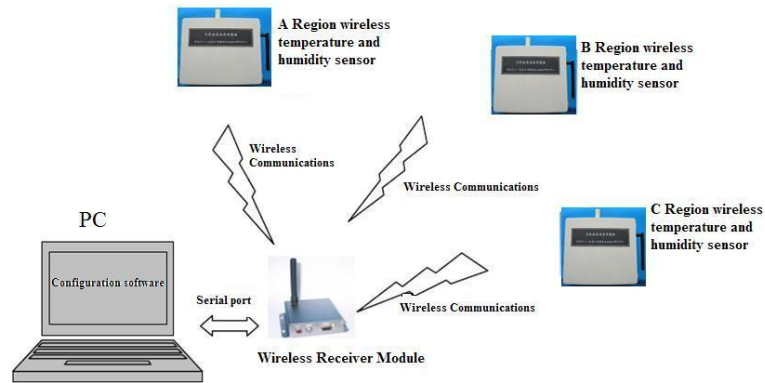 A Region wireless
temperature and
humidity sensor
B Region wireless
temperature and
humidity sensor
Wireless
Communications
Wireless Communications
C Region wireless
temperature and
humidity sensor
PC
Configuration software
Serial port
Wireless Communications
Wireless Receiver Module